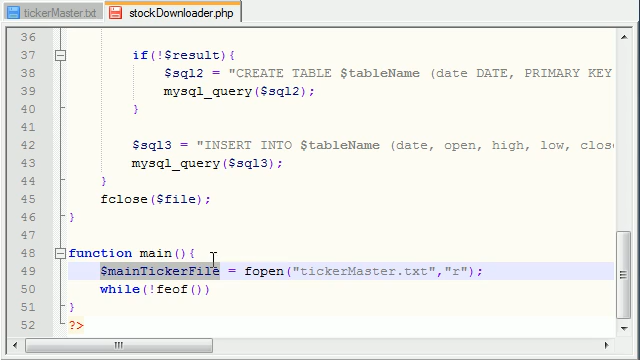 tickerMaster.txt stockDownloader.php
36
37 if(!$result){
38 $sql2 = "CREATE TABLE $tableName (date DATE, PRIMARY KEY
39 mysql_query($sql2);
40 }
41
42 $sql3 = "INSERT INTO $tableName (date, open, high, low, close
43 mysql_query($sql3);
44 }
45 fclose($file);
46 }
47
48 function main(){
49 $mainTickerFile = fopen("tickerMaster.txt","r");
50 while(!feof())
51 }
52 ?>